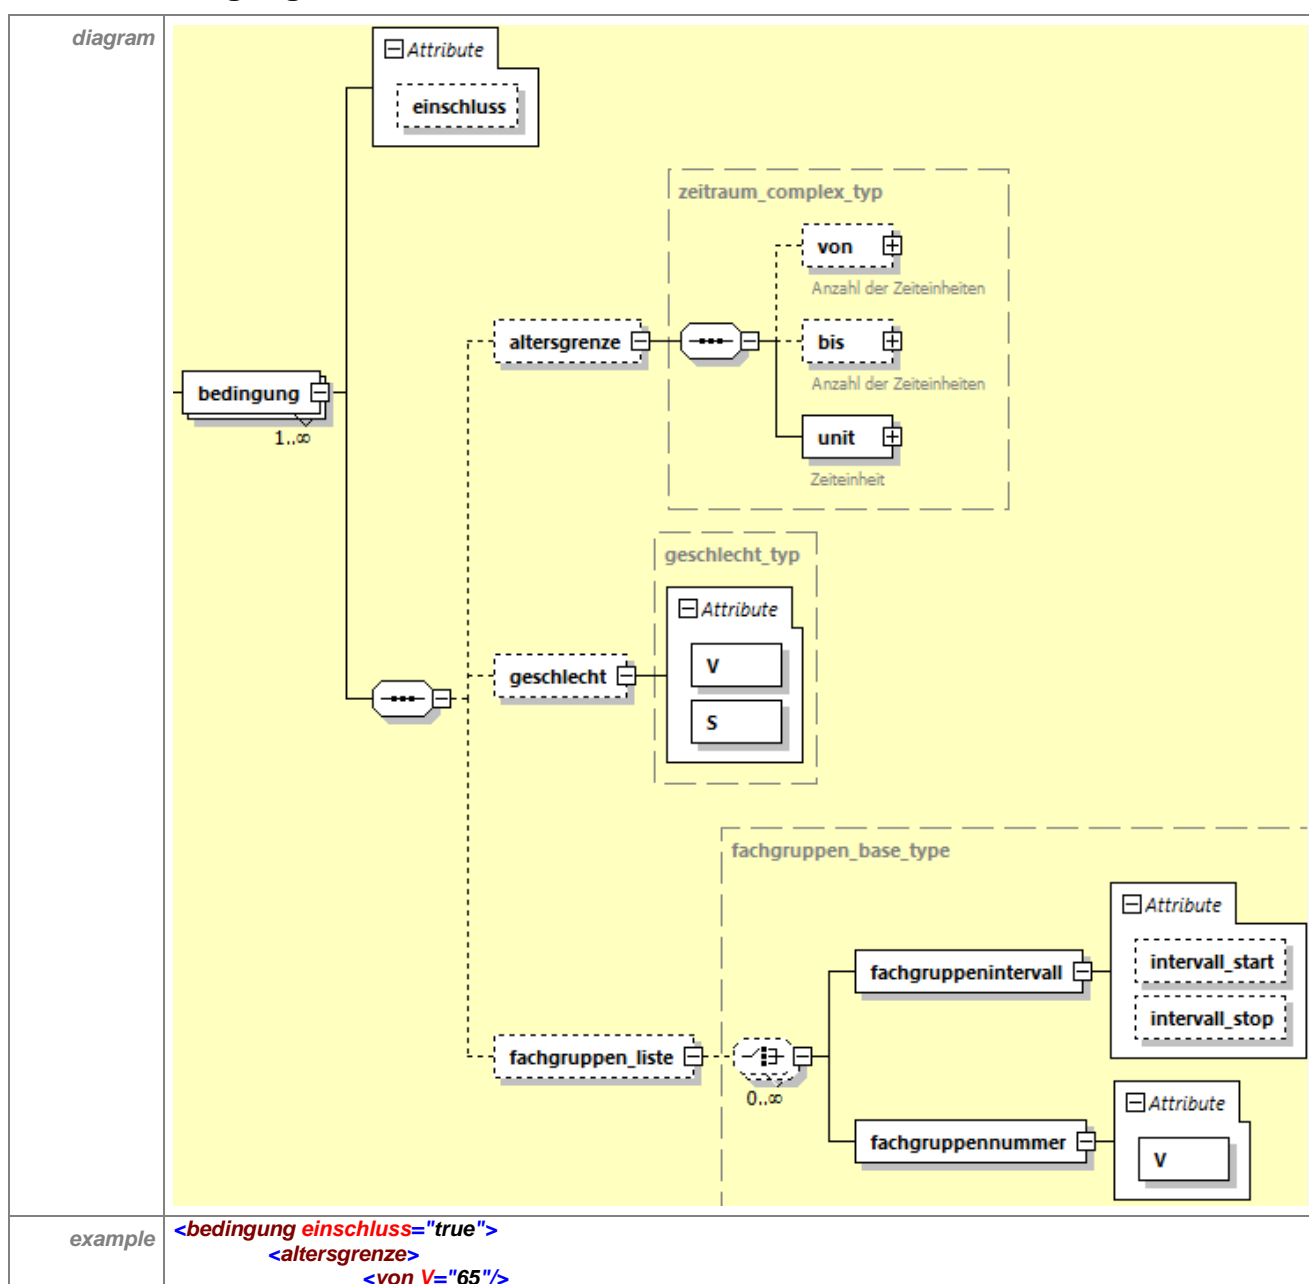 diagram
Attribute
einschluss
zeitraum_complex_typ
von
Anzahl der Zeiteinheiten
altersgrenze
bis
Anzahl der Zeiteinheiten
bedingung
1..∞
unit
Zeiteinheit
geschlecht_typ
Attribute
V
geschlecht
S
fachgruppen_base_type
Attribute
intervall_start
fachgruppenintervall
intervall_stop
fachgruppen_liste
0..∞
Attribute
fachgruppennummer
V
example
<bedingung einschluss="true">
<altersgrenze>
<von V="65"/>